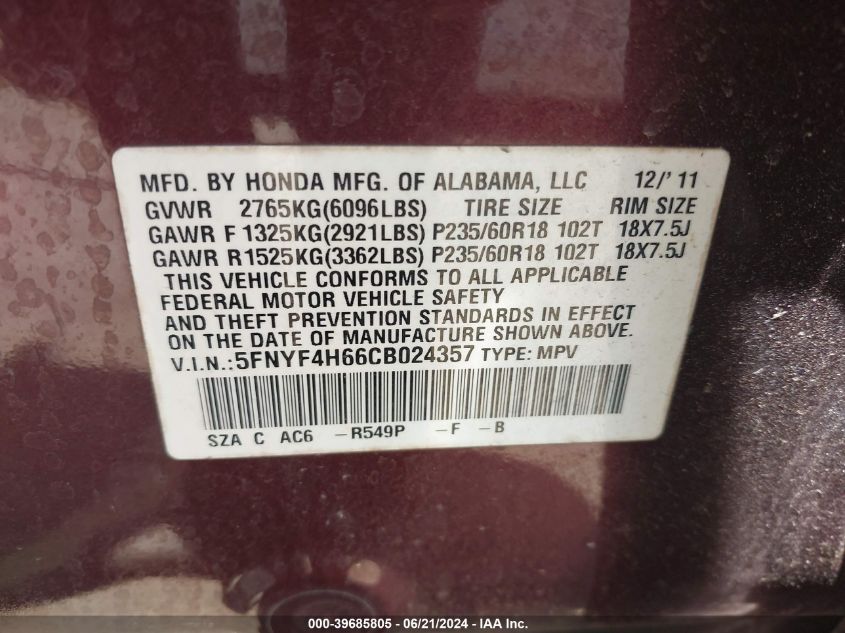 MFD. BY HONDA MFG. OF ALABAMA, LLC 12/'11
GVWR 2765KG(6096LBS) TIRE SIZE RIM SIZE
GAWR F 1325KG(2921LBS) P235/60R18 102T 18X7.5J
GAWR R 1525KG(3362LBS) P235/60R18 102T 18X7.5J
THIS VEHICLE CONFORMS TO ALL APPLICABLE
FEDERAL MOTOR VEHICLE SAFETY
AND THEFT PREVENTION STANDARDS IN EFFECT
ON THE DATE OF MANUFACTURE SHOWN ABOVE.
V.I.N.:5FNYF4H66CB024357 TYPE: MPV
SZA C AC6 -R549P -F -B
000-39685805 - 06/21/2024 - IAA Inc.